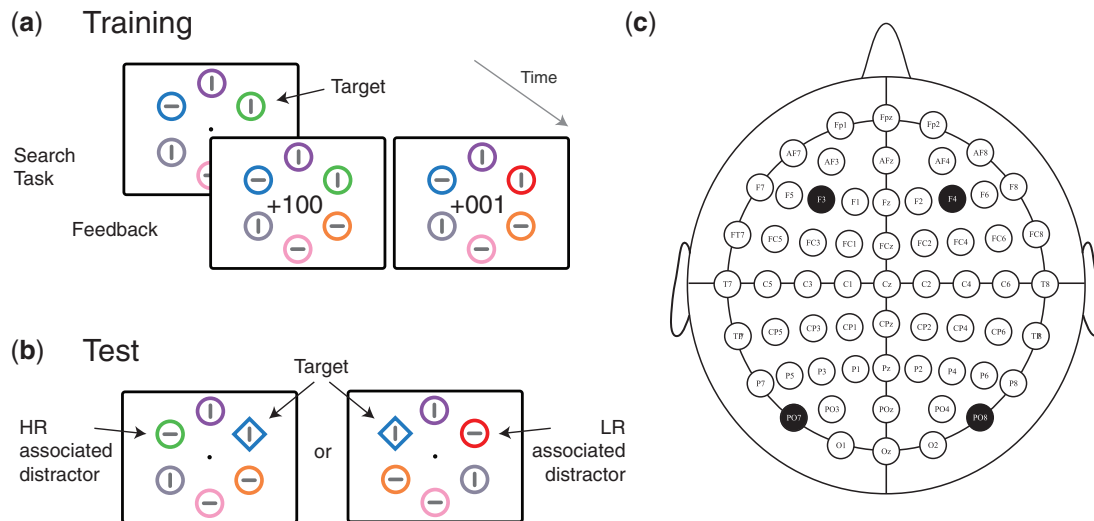 (a) Training
Target
Time
Search
Task
Feedback
+100
+001
(b) Test
Target
HR
associated
distractor
or
LR
associated
distractor
(c)
Fp1 Fpz Fp2
AF7 AF3 AFz AF4 AF8
F7 F5 F3 F1 Fz F2 F4 F6 F8
FT7 FC5 FC3 FC1 FCz FC2 FC4 FC6 FC8
T7 C5 C3 C1 Cz C2 C4 C6 T8
CP5 CP3 CP1 CPz CP2 CP4 CP6
P7 P5 P3 P1 Pz P2 P4 P6 P8
PO7 PO3 POz PO4 PO8
O1 Oz O2